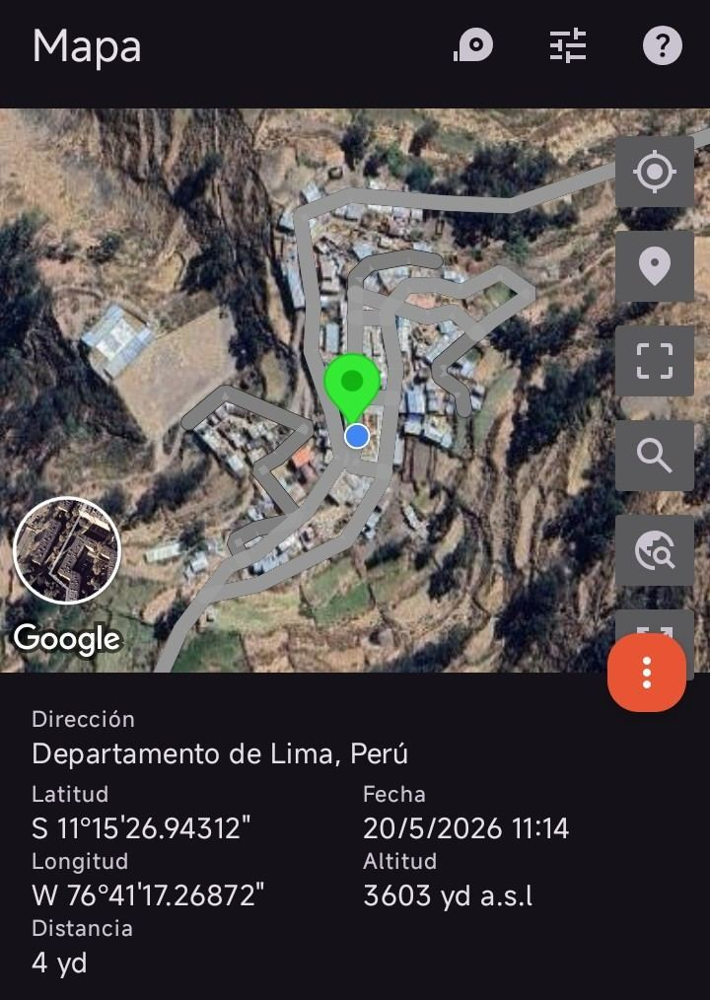 Mapa
Google
Dirección
Departamento de Lima, Perú
Latitud
S 11°15'26.94312"
Fecha
20/5/2026 11:14
Longitud
W 76°41'17.26872"
Altitud
3603 yd a.s.l
Distancia
4 yd